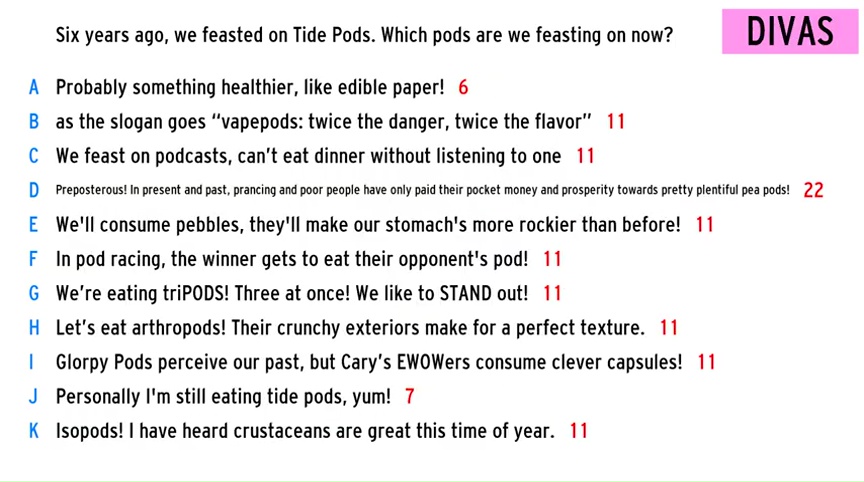 Six years ago, we feasted on Tide Pods. Which pods are we feasting on now?
DIVAS
A Probably something healthier, like edible paper! 6
B as the slogan goes “vapepods: twice the danger, twice the flavor” 11
C We feast on podcasts, can’t eat dinner without listening to one 11
D Preposterous! In present and past, prancing and poor people have only paid their pocket money and prosperity towards pretty plentiful pea pods! 22
E We'll consume pebbles, they'll make our stomach's more rockier than before! 11
F In pod racing, the winner gets to eat their opponent's pod! 11
G We’re eating triPODS! Three at once! We like to STAND out! 11
H Let’s eat arthropods! Their crunchy exteriors make for a perfect texture. 11
I Glorpy Pods perceive our past, but Cary’s EWOWers consume clever capsules! 11
J Personally I'm still eating tide pods, yum! 7
K Isopods! I have heard crustaceans are great this time of year. 11